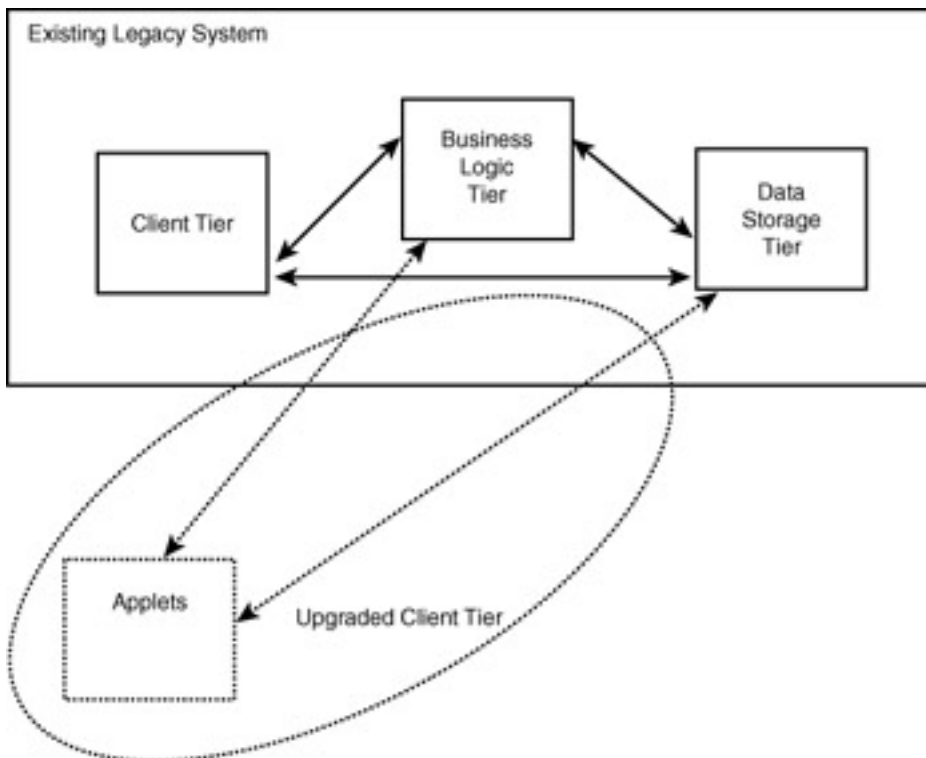 Existing Legacy System
Business
Logic
Tier
Client Tier
Data
Storage
Tier
Applets
Upgraded Client Tier